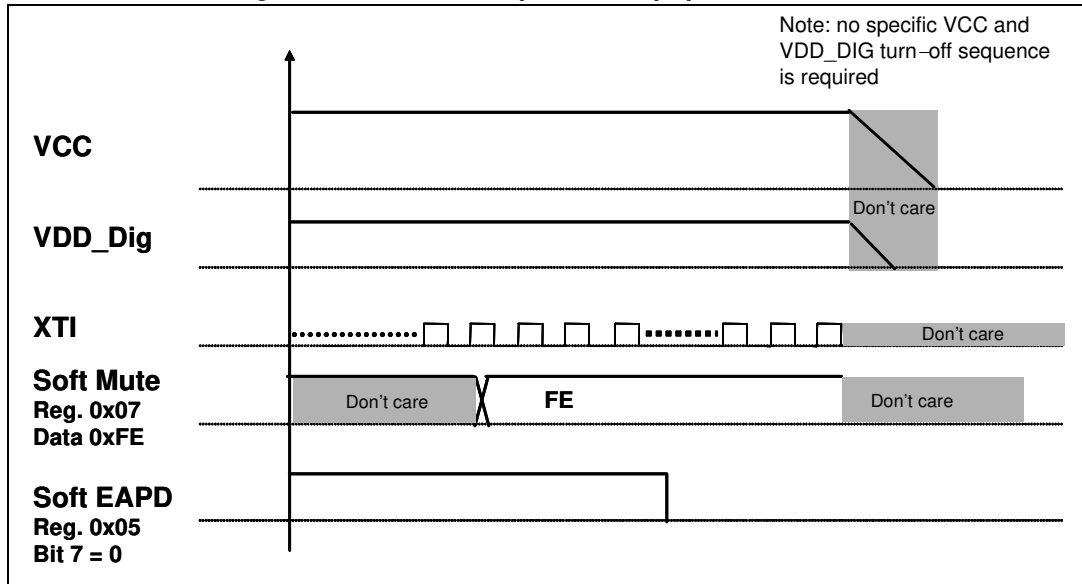 Note: no specific VCC and
VDD_DIG turn–off sequence
is required
VCC
Don't care
VDD_Dig
XTI
Don't care
Soft Mute
Reg. 0x07
Data 0xFE
Don't care
FE
Don't care
Soft EAPD
Reg. 0x05
Bit 7 = 0